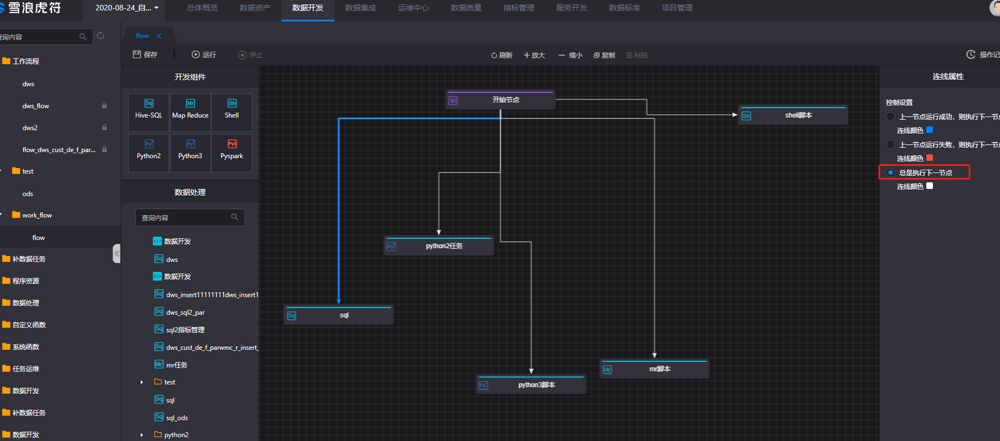 雪浪虎符
2020-08-24_自...
总体概览
数据资产
数据开发
数据集成
运维中心
数据质量
指标管理
服务开发
数据标准
项目管理
查询内容
工作流程
dws
dws_flow
dws2
flow_dws_cust_de_f_par...
test
ods
work_flow
flow
补数据任务
程序资源
数据处理
自定义函数
系统函数
任务运维
数据开发
补数据任务
数据开发
flow
保存
运行
停止
刷新
放大
缩小
复制
粘贴
操作记
开发组件
Sq
Mr
Sh
Hive-SQL
Map Reduce
Shell
Py
Py
PyS
Python2
Python3
Pyspark
数据处理
查询内容
数据开发
Sq dws
数据开发
Sq dws_insert11111111dws_insert1
Sq dws_sql2_par
Sq sql2指标管理
Sq dws_cust_de_f_parwmc_r_insert_
Mr mr任务
test
Sq sql
Sq sql_ods
python2
Vi 开始节点
Sh shell脚本
Py python2任务
Sq sql
Mr mr脚本
Py python3脚本
连线属性
控制设置
上一节点运行成功，则执行下一节点
连线颜色
上一节点运行失败，则执行下一节点
连线颜色
总是执行下一节点
连线颜色